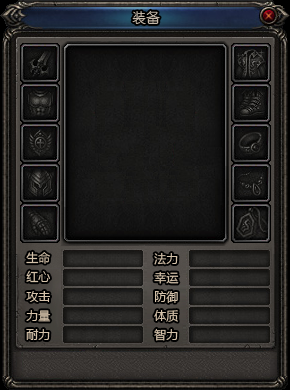 装备
生命 法力
红心 幸运
攻击 防御
力量 体质
耐力 智力